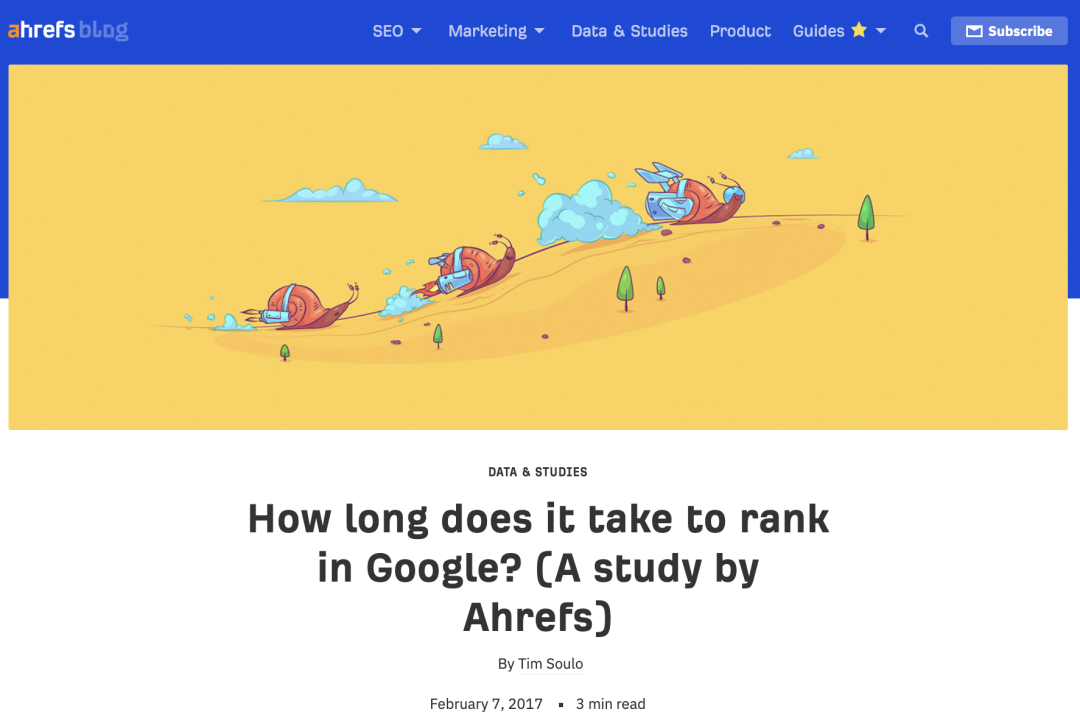 ahrefs blog SEO Marketing Data & Studies Product Guides Subscribe
DATA & STUDIES
How long does it take to rank
in Google? (A study by
Ahrefs)
By Tim Soulo
February 7, 2017 ▪ 3 min read